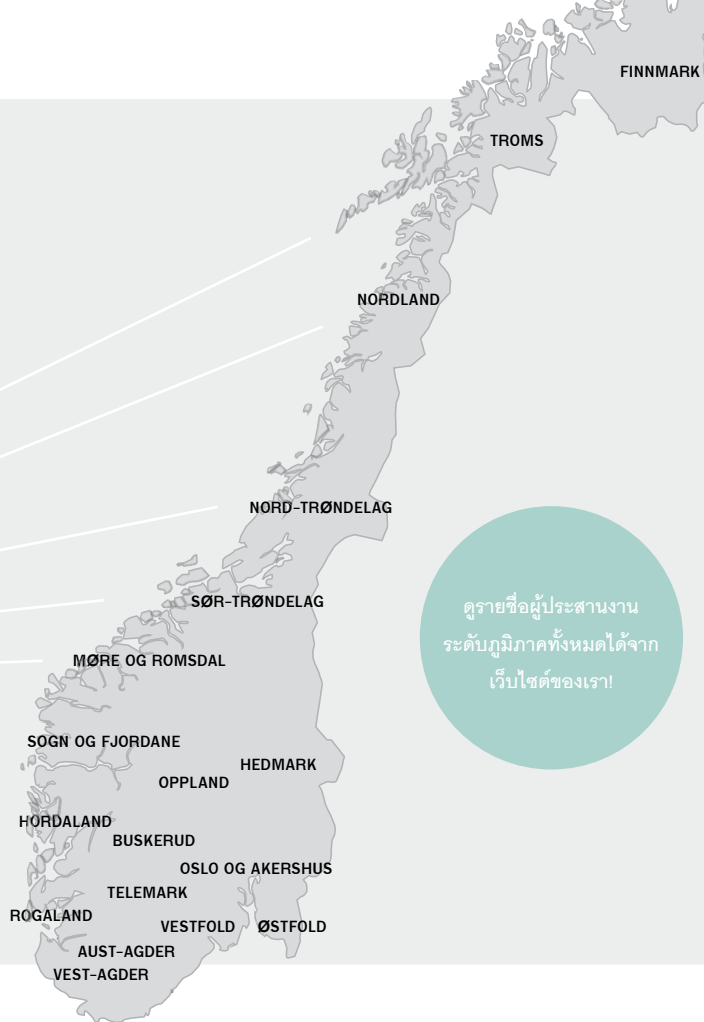 FINNMARK
TROMS
NORDLAND
NORD-TRØNDELAG
SØR-TRØNDELAG
ดูรายชื่อผู้ประสานงาน
ระดับภูมิภาคทั้งหมดได้จาก
เว็บไซต์ของเรา!
MØRE OG ROMSDAL
SOGN OG FJORDANE
HEDMARK
OPPLAND
HORDALAND
BUSKERUD
OSLO OG AKERSHUS
TELEMARK
ROGALAND
VESTFOLD
ØSTFOLD
AUST-AGDER
VEST-AGDER